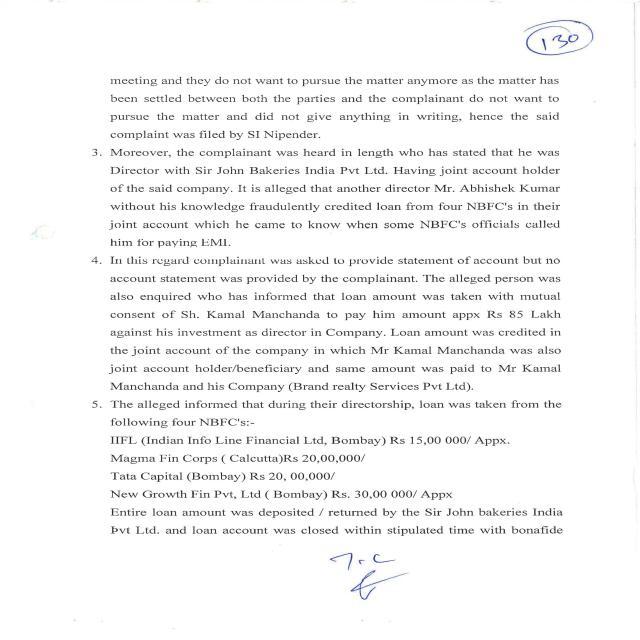 130
meeting and they do not want to pursue the matter anymore as the matter has
been settled between both the parties and the complainant do not want to
pursue the matter and did not give anything in writing, hence the said
complaint was filed by SI Nipender.
3. Moreover, the complainant was heard in length who has stated that he was
Director with Sir John Bakeries India Pvt Ltd. Having joint account holder
of the said company. It is alleged that another director Mr. Abhishek Kumar
without his knowledge fraudulently credited loan from four NBFC's in their
joint account which he came to know when some NBFC's officials called
him for paying EMI.
4. In this regard complainant was asked to provide statement of account but no
account statement was provided by the complainant. The alleged person was
also enquired who has informed that loan amount was taken with mutual
consent of Sh. Kamal Manchanda to pay him amount appx Rs 85 Lakh
against his investment as director in Company. Loan amount was credited in
the joint account of the company in which Mr Kamal Manchanda was also
joint account holder/beneficiary and same amount was paid to Mr Kamal
Manchanda and his Company (Brand realty Services Pvt Ltd).
5. The alleged informed that during their directorship, loan was taken from the
following four NBFC's:-
IIFL (Indian Info Line Financial Ltd, Bombay) Rs 15,00 000/ Appx.
Magma Fin Corps ( Calcutta)Rs 20,00,000/
Tata Capital (Bombay) Rs 20, 00,000/
New Growth Fin Pvt, Ltd ( Bombay) Rs. 30,00 000/ Appx
Entire loan amount was deposited / returned by the Sir John bakeries India
Pvt Ltd. and loan account was closed within stipulated time with bonafide
T.C